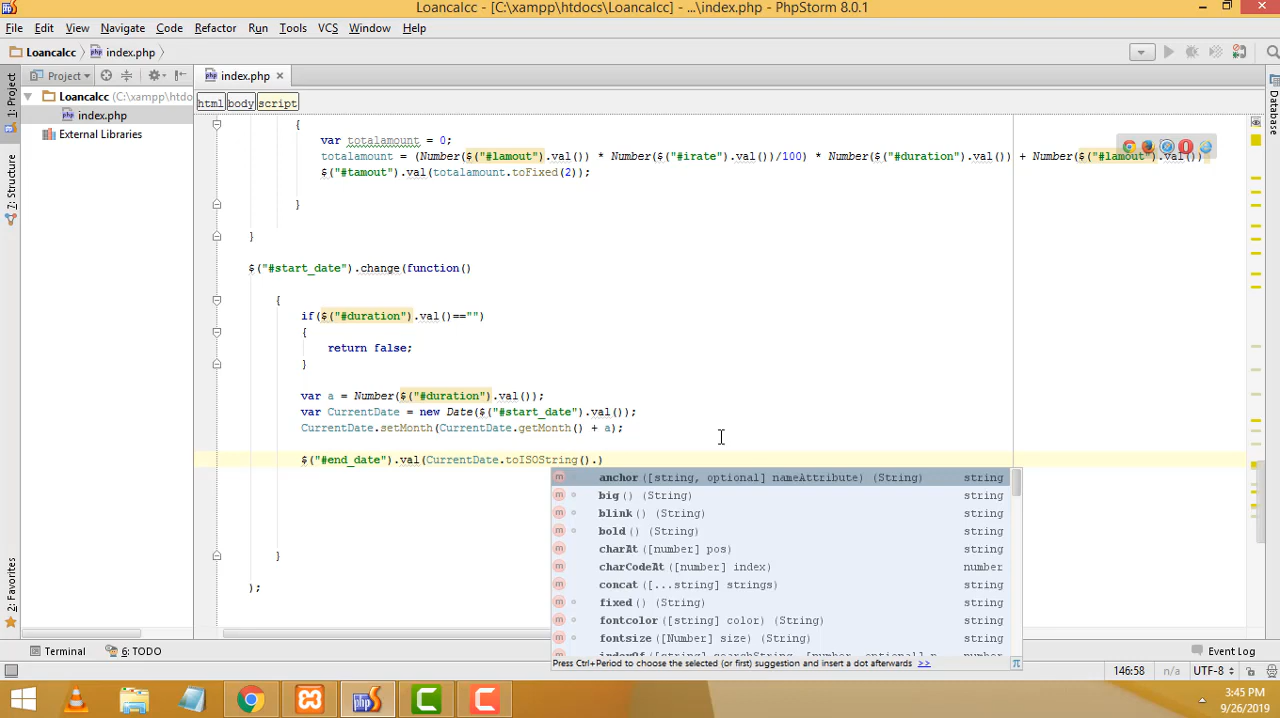 Loancalcc - [C:\xampp\htdocs\Loancalcc] - ...\index.php - PhpStorm 8.0.1
File Edit View Navigate Code Refactor Run Tools VCS Window Help
Loancalcc index.php
Project index.php
html body script
1: Project
Loancalcc (C:\xampp\htdo
index.php
External Libraries
7: Structure
2: Favorites
Database
{
var totalamount = 0;
totalamount = (Number($("#lamout").val()) * Number($("#irate").val())/100) * Number($("#duration").val()) + Number($("#lamout").val())
$("#tamout").val(totalamount.toFixed(2));
}
}
$("#start_date").change(function()
{
if($("#duration").val()=="")
{
return false;
}
var a = Number($("#duration").val());
var CurrentDate = new Date($("#start_date").val());
CurrentDate.setMonth(CurrentDate.getMonth() + a);
$("#end_date").val(CurrentDate.toISOString().)
anchor([string, optional] nameAttribute) (String) string
big() (String) string
blink() (String) string
bold() (String) string
charAt([number] pos) string
charCodeAt([number] index) number
concat([...string] strings) string
fixed() (String) string
fontcolor([string] color) (String) string
fontsize([Number] size) (String) string
Press Ctrl+Period to choose the selected (or first) suggestion and insert a dot afterwards >>
}
);
Terminal 6: TODO Event Log
146:58 n/a UTF-8
3:45 PM
9/26/2019